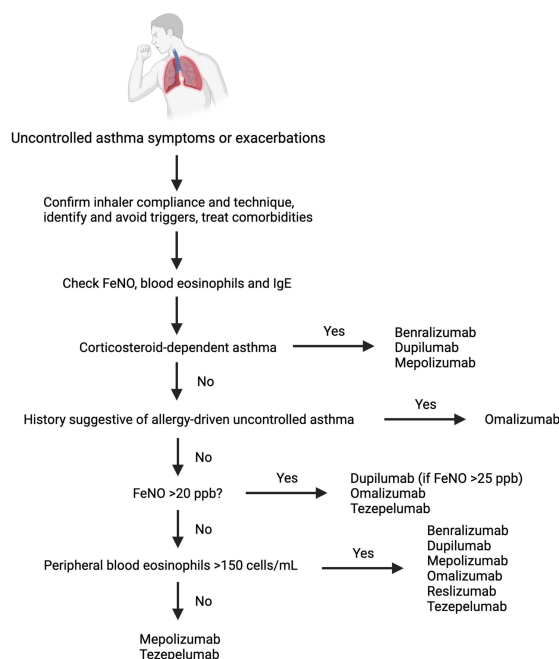 Uncontrolled asthma symptoms or exacerbations
Confirm inhaler compliance and technique,
identify and avoid triggers, treat comorbidities
Check FeNO, blood eosinophils and IgE
Corticosteroid-dependent asthma
Yes
Benralizumab
Dupilumab
Mepolizumab
No
History suggestive of allergy-driven uncontrolled asthma
Yes
Omalizumab
No
FeNO >20 ppb?
Yes
Dupilumab (if FeNO >25 ppb)
Omalizumab
Tezepelumab
No
Peripheral blood eosinophils >150 cells/mL
Yes
Benralizumab
Dupilumab
Mepolizumab
Omalizumab
Reslizumab
Tezepelumab
No
Mepolizumab
Tezepelumab